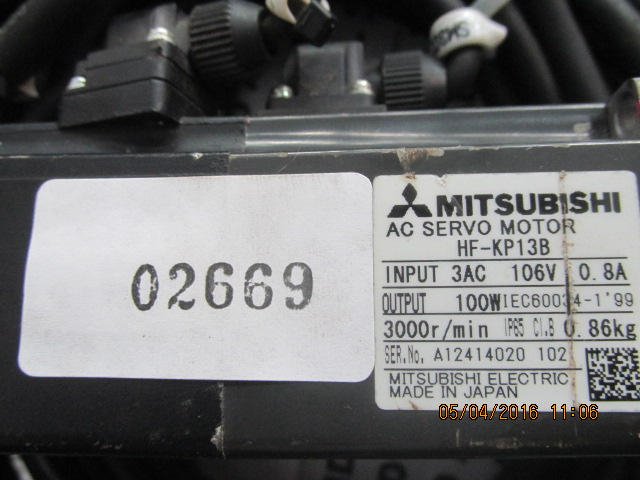 02669
MITSUBISHI
AC SERVO MOTOR
HF-KP13B
INPUT 3AC 106V 0.8A
OUTPUT 100W IEC60034-1'99
3000r/min IP65 Cl.B 0.86kg
SER.No. A12414020 102
MITSUBISHI ELECTRIC
MADE IN JAPAN
05/04/2016 11:06